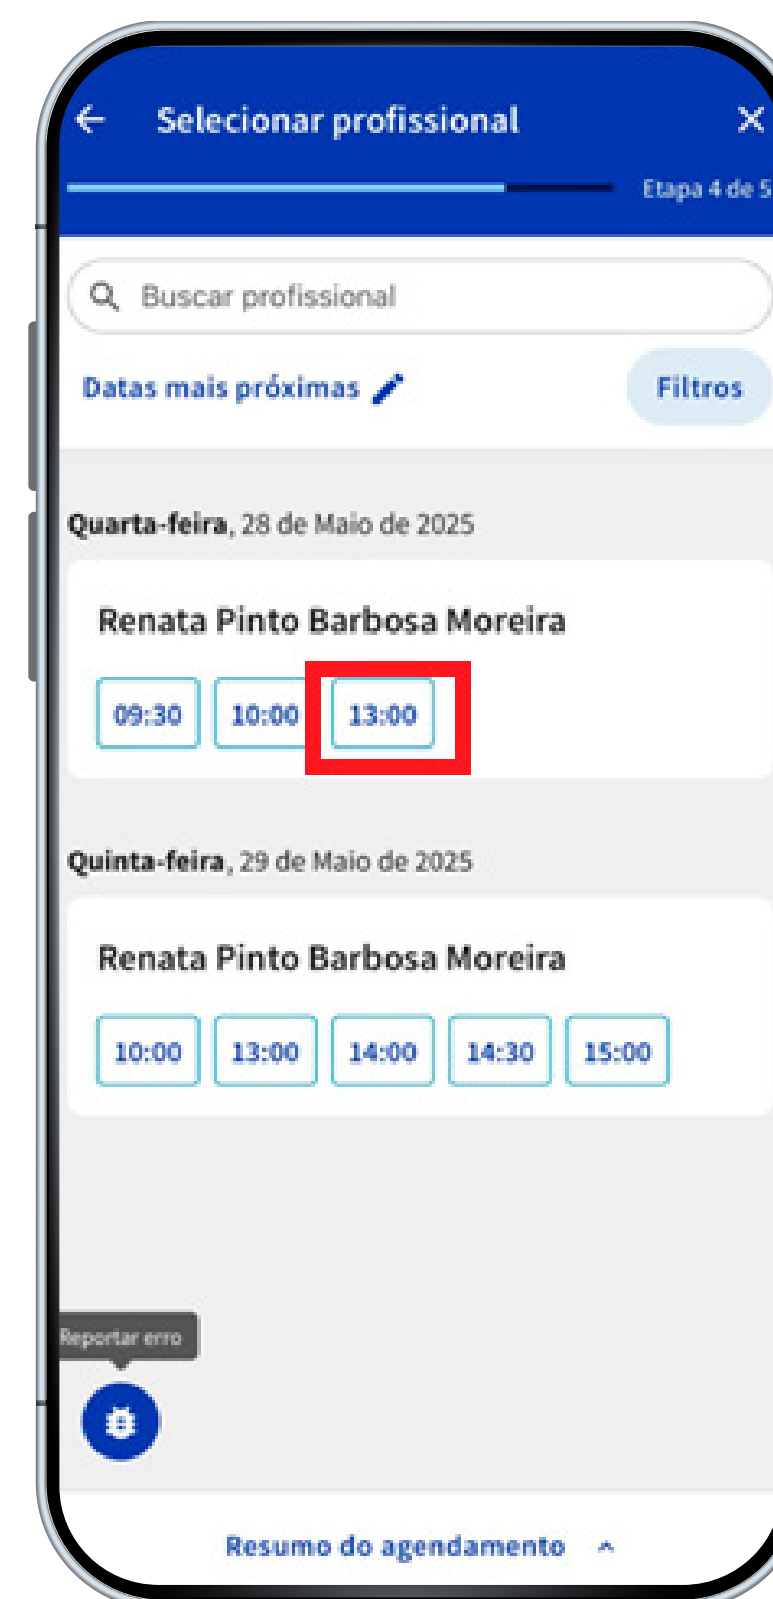 Selecionar profissional
Etapa 4 de 5
Buscar profissional
Datas mais próximas
Filtros
Quarta-feira, 28 de Maio de 2025
Renata Pinto Barbosa Moreira
09:30 10:00 13:00
Quinta-feira, 29 de Maio de 2025
Renata Pinto Barbosa Moreira
10:00 13:00 14:00 14:30 15:00
Reportar erro
Resumo do agendamento